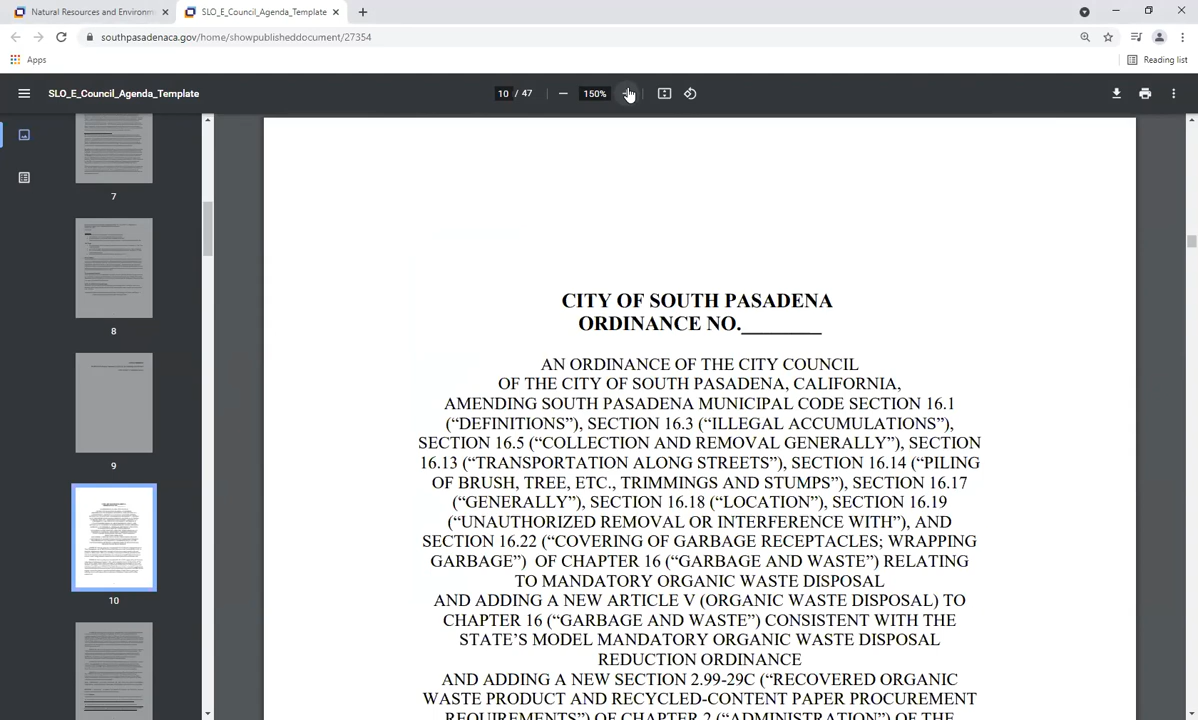 Natural Resources and Environm
SLO_E_Council_Agenda_Template
southpasadenaca.gov/home/showpublisheddocument/27354
Apps
Reading list
SLO_E_Council_Agenda_Template
10 / 47
150%
7
8
9
10
CITY OF SOUTH PASADENA
ORDINANCE NO.________
AN ORDINANCE OF THE CITY COUNCIL
OF THE CITY OF SOUTH PASADENA, CALIFORNIA,
AMENDING SOUTH PASADENA MUNICIPAL CODE SECTION 16.1
(“DEFINITIONS”), SECTION 16.3 (“ILLEGAL ACCUMULATIONS”),
SECTION 16.5 (“COLLECTION AND REMOVAL GENERALLY”), SECTION
16.13 (“TRANSPORTATION ALONG STREETS”), SECTION 16.14 (“PILING
OF BRUSH, TREE, ETC., TRIMMINGS AND STUMPS”), SECTION 16.17
(“GENERALLY”), SECTION 16.18 (“LOCATION”), SECTION 16.19
(“UNAUTHORIZED REMOVAL OR INTERFERENCE WITH”), AND
SECTION 16.22 (“COVERING OF GARBAGE RECEPTACLES; WRAPPING
GARBAGE”) OF CHAPTER 16 (“GARBAGE AND WASTE”) RELATING
TO MANDATORY ORGANIC WASTE DISPOSAL
AND ADDING A NEW ARTICLE V (ORGANIC WASTE DISPOSAL) TO
CHAPTER 16 (“GARBAGE AND WASTE”) CONSISTENT WITH THE
STATE’S MODEL MANDATORY ORGANIC WASTE DISPOSAL
REDUCTION ORDINANCE
AND ADDING A NEW SECTION 2.99-29C (“RECOVERED ORGANIC
WASTE PRODUCT AND RECYCLED-CONTENT PAPER PROCUREMENT
REQUIREMENTS”) OF CHAPTER 2 (“ADMINISTRATION”) OF THE